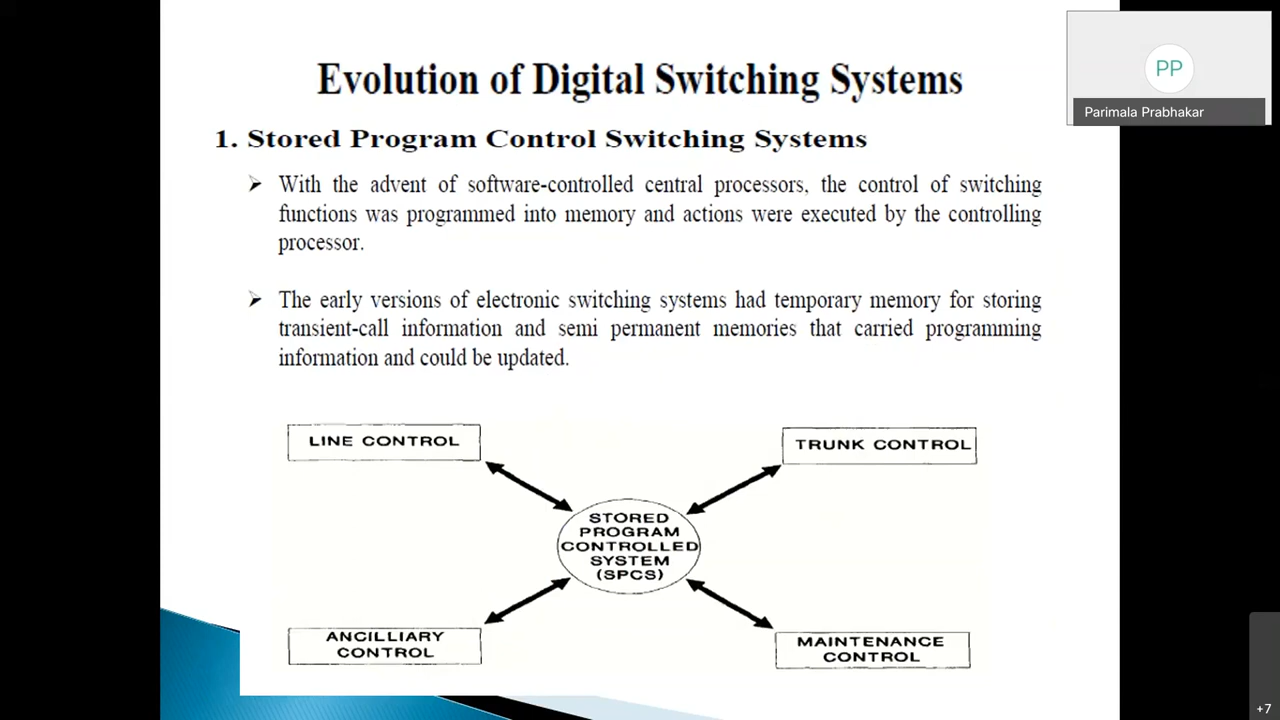 Evolution of Digital Switching Systems
PP
Parimala Prabhakar
1. Stored Program Control Switching Systems
With the advent of software-controlled central processors, the control of switching
functions was programmed into memory and actions were executed by the controlling
processor.
The early versions of electronic switching systems had temporary memory for storing
transient-call information and semi permanent memories that carried programming
information and could be updated.
LINE CONTROL
TRUNK CONTROL
STORED
PROGRAM
CONTROLLED
SYSTEM
(SPCS)
ANCILLIARY
CONTROL
MAINTENANCE
CONTROL
+7